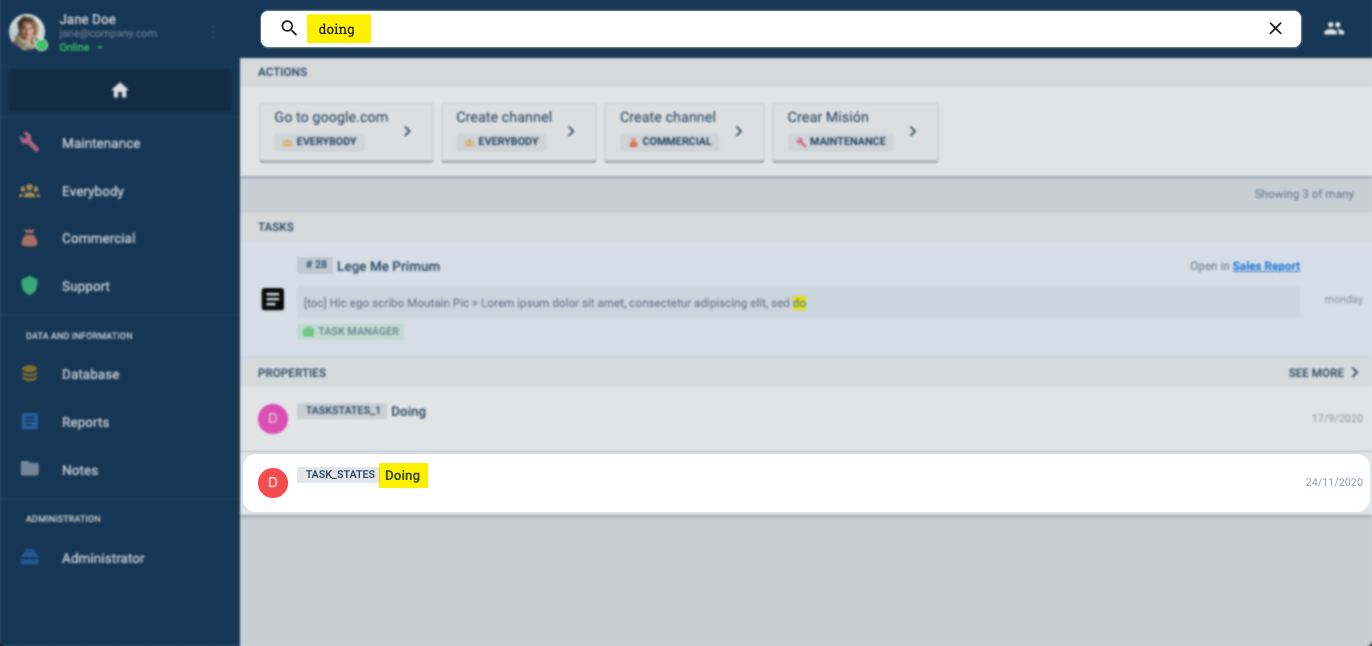 Jane Doe
jane@company.com
Online
doing
Maintenance
Everybody
Commercial
Support
DATA AND INFORMATION
Database
Reports
Notes
ADMINISTRATION
Administrator
ACTIONS
Go to google.com
EVERYBODY
Create channel
EVERYBODY
Create channel
COMMERCIAL
Crear Misión
MAINTENANCE
Showing 3 of many
TASKS
# 28 Lege Me Primum
Open in Sales Report
[toc] Hic ego scribo Moutain Pic > Lorem ipsum dolor sit amet, consectetur adipiscing elit, sed do
monday
TASK MANAGER
PROPERTIES
SEE MORE
D TASKSTATES_1 Doing
17/9/2020
D TASK_STATES Doing
24/11/2020